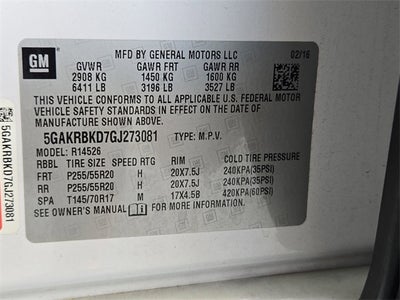 GM
MFD BY GENERAL MOTORS LLC 02/16
GVWR GAWR FRT GAWR RR
2908 KG 1450 KG 1600 KG
6411 LB 3196 LB 3527 LB
THIS VEHICLE CONFORMS TO ALL APPLICABLE U.S. FEDERAL MOTOR
VEHICLE SAFETY STANDARDS IN EFFECT ON THE DATE OF
MANUFACTURE SHOWN ABOVE.
5GAKRBKD7GJ273081 TYPE: M.P.V.
MODEL: R14526
RBBL TIRE SIZE SPEED RTG RIM COLD TIRE PRESSURE
FRT P255/55R20 H 20X7.5J 240KPA(35PSI)
RR P255/55R20 H 20X7.5J 240KPA(35PSI)
SPA T145/70R17 M 17X4.5B 420KPA(60PSI)
SEE OWNER'S MANUAL FOR MORE INFORMATION.
5GAKRBKD7GJ273081